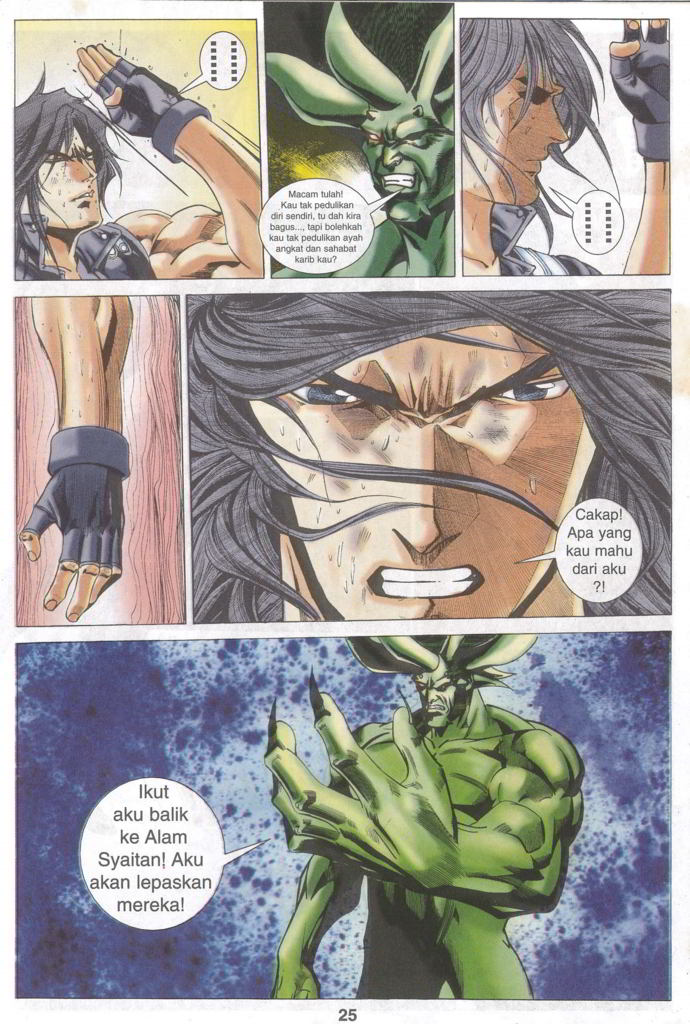 ......
......
Macam tulah!
Kau tak pedulikan
diri sendiri, tu dah kira
bagus..., tapi bolehkah
kau tak pedulikan ayah
angkat dan sahabat
karib kau?
......
......
Cakap!
Apa yang
kau mahu
dari aku
?!
Ikut
aku balik
ke Alam
Syaitan! Aku
akan lepaskan
mereka!
25